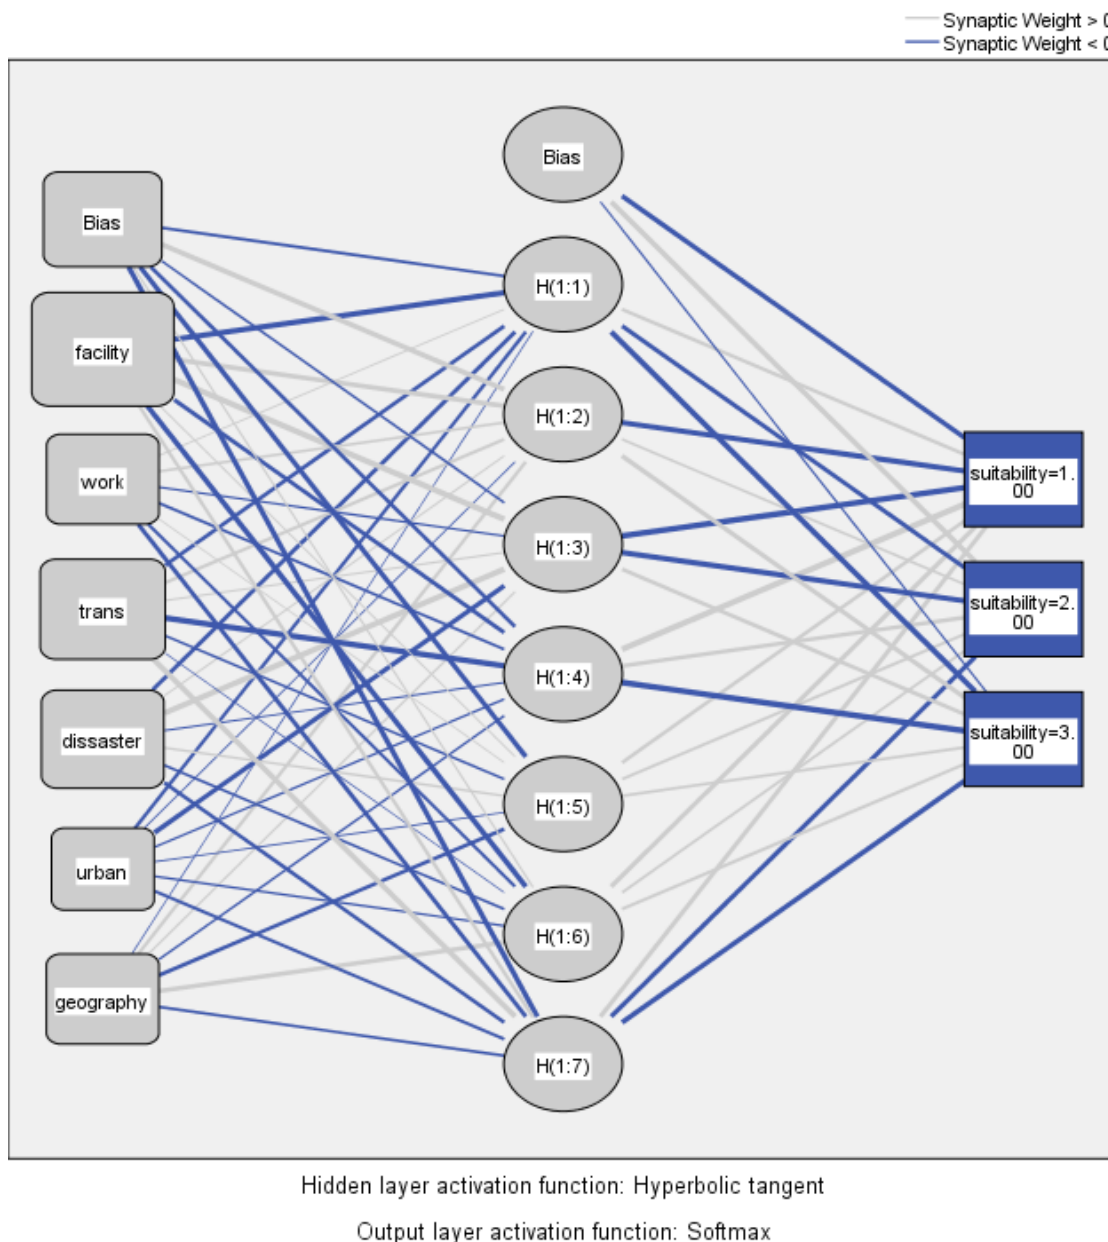 Synaptic Weight > 0
Synaptic Weight < 0
Bias
facility
work
trans
dissaster
urban
geography
Bias
H(1:1)
H(1:2)
H(1:3)
H(1:4)
H(1:5)
H(1:6)
H(1:7)
suitability=1.
00
suitability=2.
00
suitability=3.
00
Hidden layer activation function: Hyperbolic tangent
Output layer activation function: Softmax